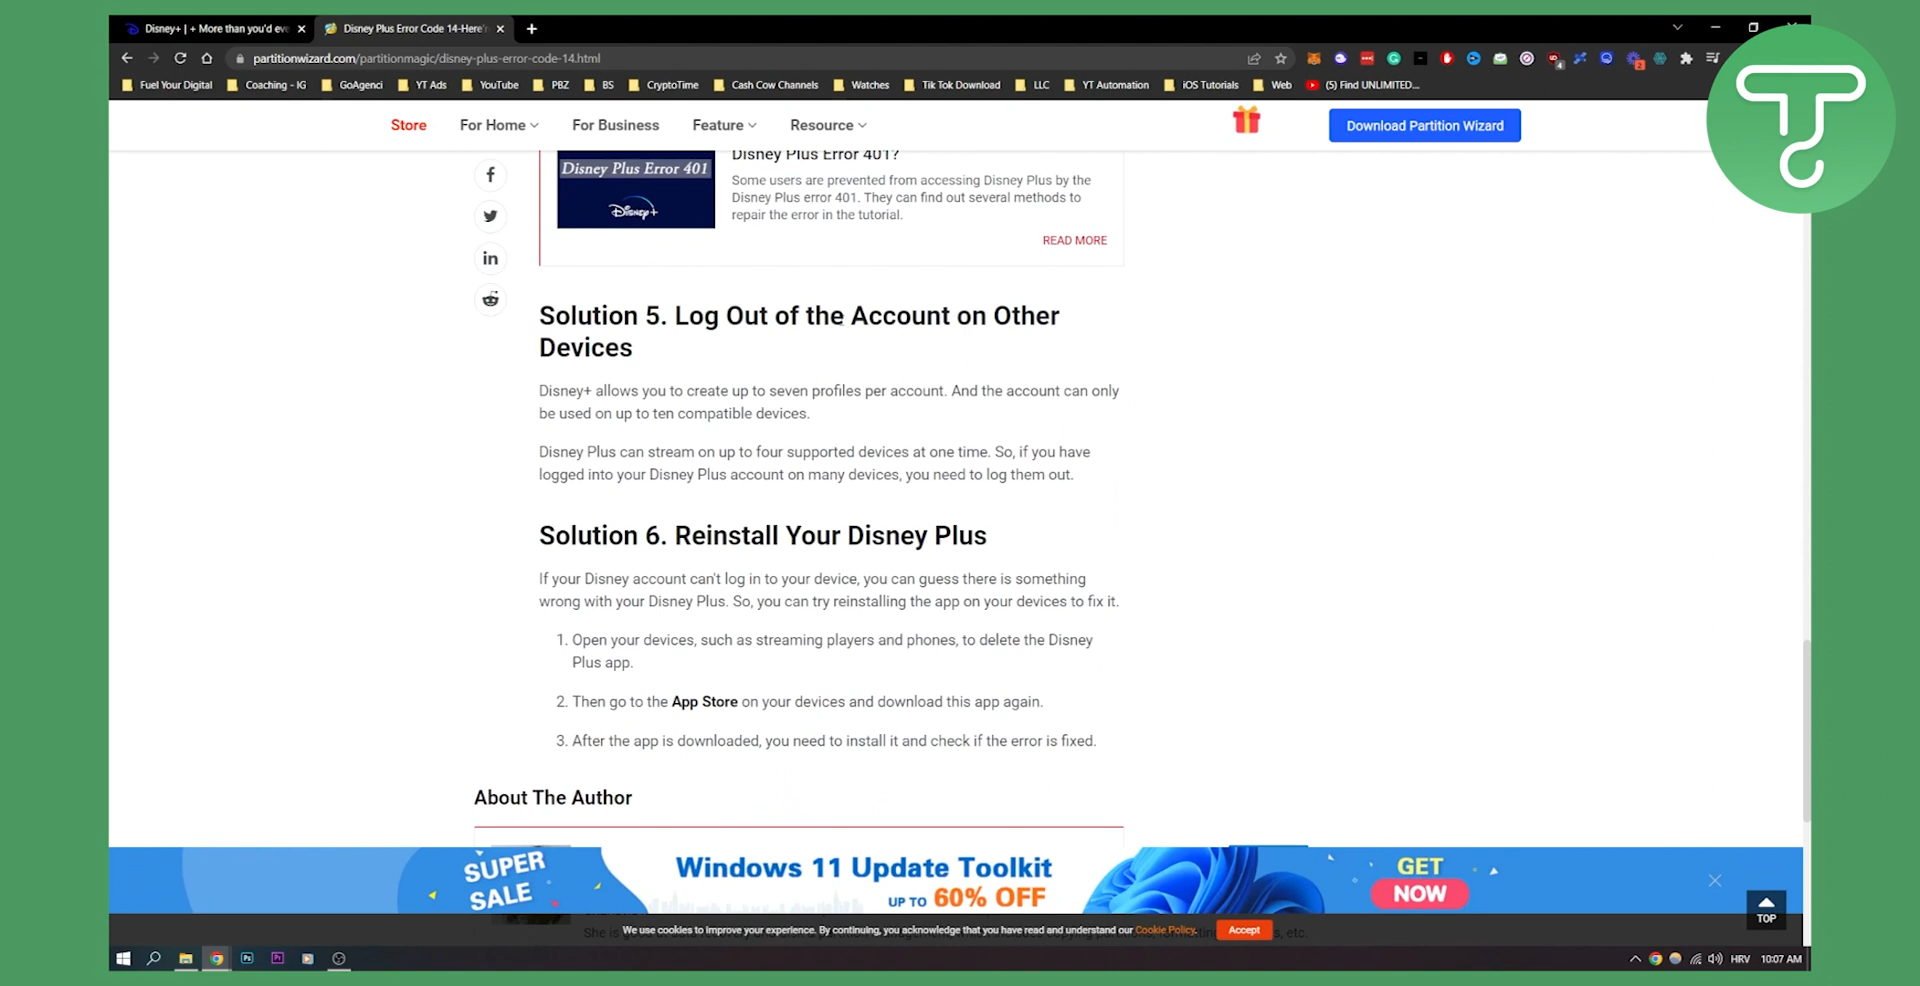 Disney+ | + More than you'd eve
Disney Plus Error Code 14-Here'
partitionwizard.com/partitionmagic/disney-plus-error-code-14.html
Fuel Your Digital Coaching - IG GoAgenci YT Ads YouTube PBZ BS CryptoTime Cash Cow Channels Watches Tik Tok Download LLC YT Automation iOS Tutorials Web (5) Find UNLIMITED...
Store For Home For Business Feature Resource Download Partition Wizard
Disney Plus Error 401
Disney+
Disney Plus Error 401?
Some users are prevented from accessing Disney Plus by the
Disney Plus error 401. They can find out several methods to
repair the error in the tutorial.
READ MORE
Solution 5. Log Out of the Account on Other
Devices
Disney+ allows you to create up to seven profiles per account. And the account can only
be used on up to ten compatible devices.
Disney Plus can stream on up to four supported devices at one time. So, if you have
logged into your Disney Plus account on many devices, you need to log them out.
Solution 6. Reinstall Your Disney Plus
If your Disney account can't log in to your device, you can guess there is something
wrong with your Disney Plus. So, you can try reinstalling the app on your devices to fix it.
1. Open your devices, such as streaming players and phones, to delete the Disney
Plus app.
2. Then go to the App Store on your devices and download this app again.
3. After the app is downloaded, you need to install it and check if the error is fixed.
About The Author
SUPER
SALE
Windows 11 Update Toolkit
UP TO 60% OFF
GET
NOW
TOP
We use cookies to improve your experience. By continuing, you acknowledge that you have read and understand our Cookie Policy. Accept
HRV 10:07 AM